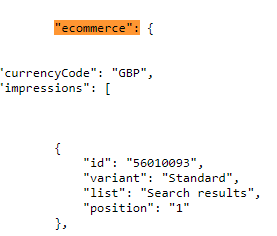 "ecommerce": {
"currencyCode": "GBP",
"impressions": [
{
"id": "56010093",
"variant": "Standard",
"list": "Search results",
"position": "1"
},